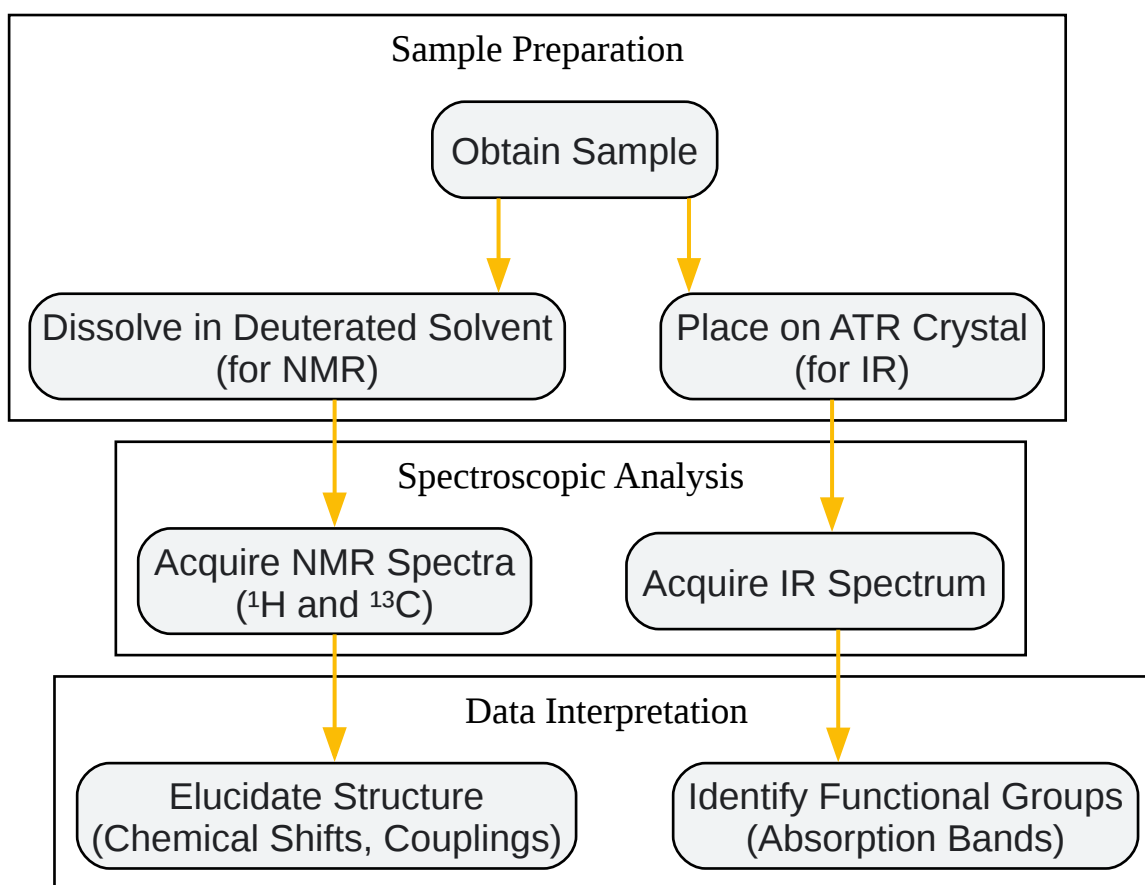 Sample Preparation
Obtain Sample
Dissolve in Deuterated Solvent
(for NMR)
Place on ATR Crystal
(for IR)
Spectroscopic Analysis
Acquire NMR Spectra
(¹H and ¹³C)
Acquire IR Spectrum
Data Interpretation
Elucidate Structure
(Chemical Shifts, Couplings)
Identify Functional Groups
(Absorption Bands)